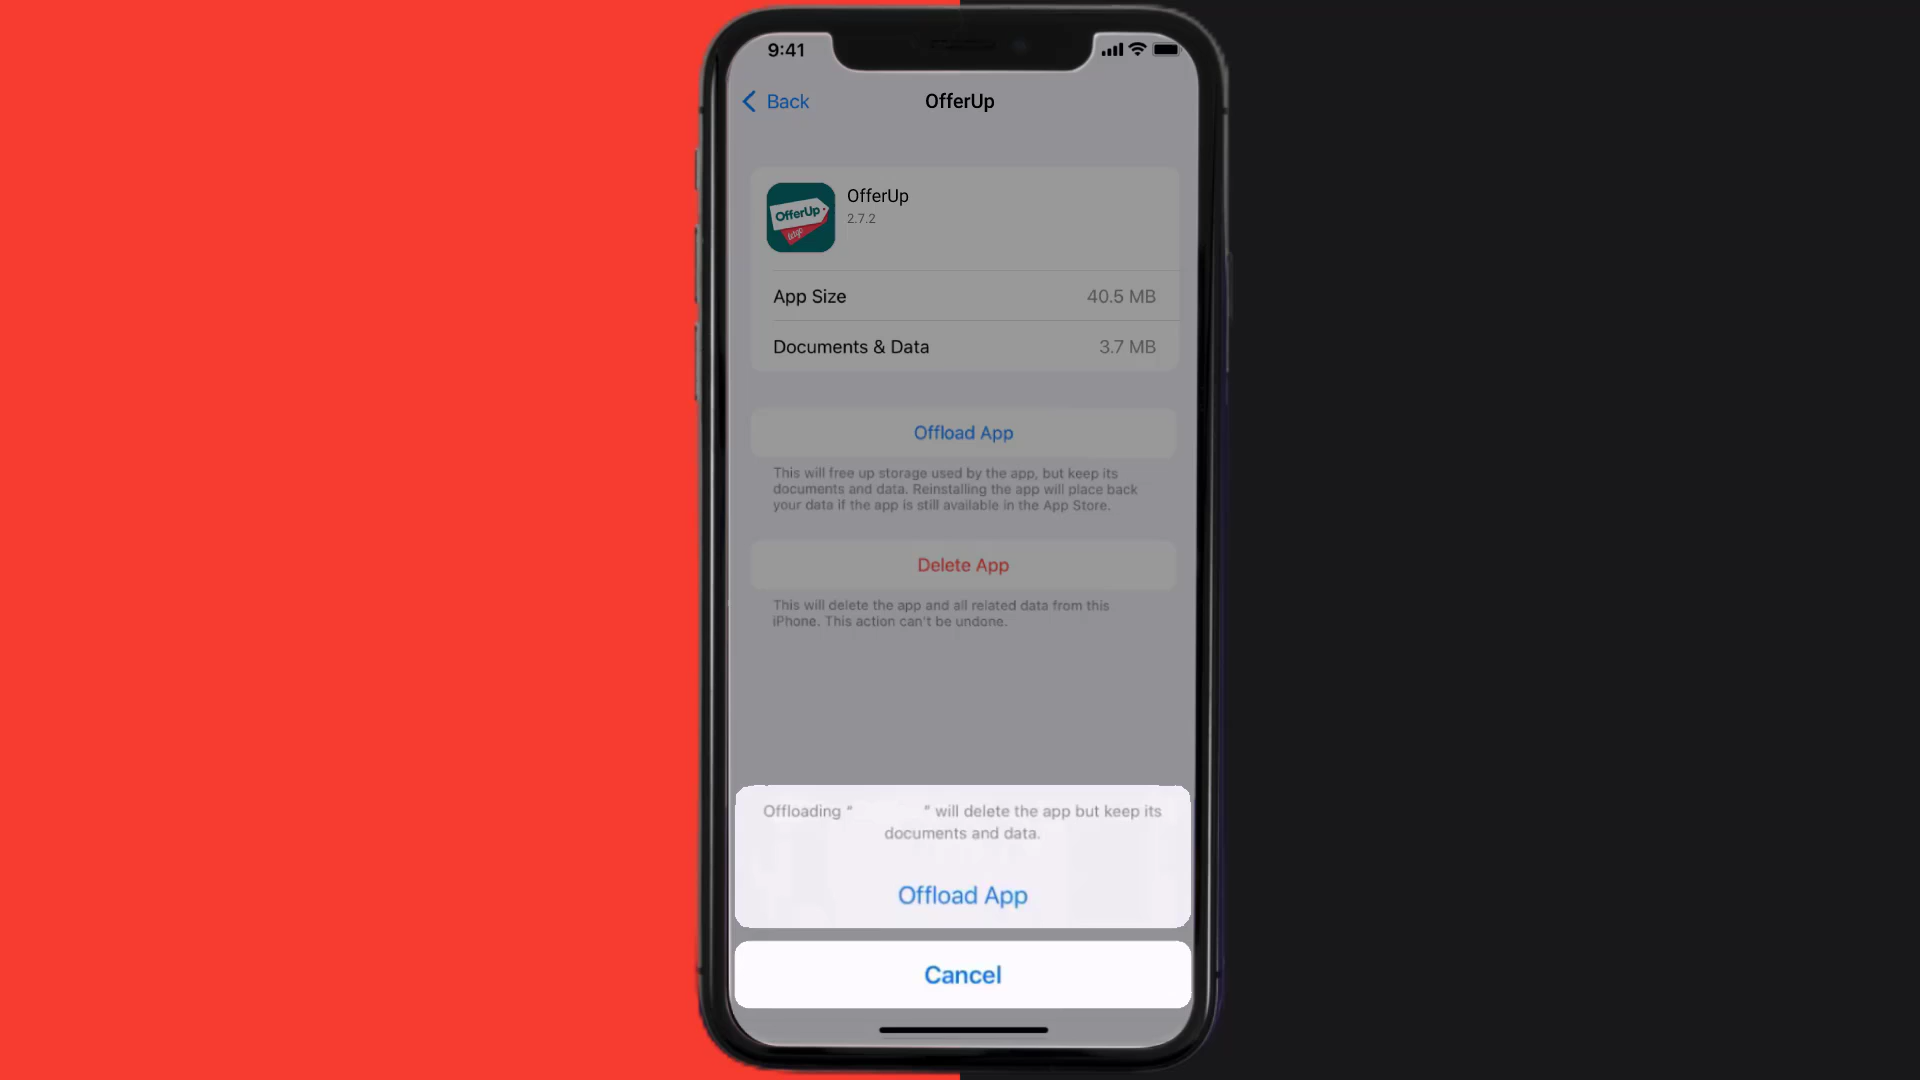 9:41
Back
OfferUp
OfferUp
letgo
OfferUp
2.7.2
App Size
40.5 MB
Documents & Data
3.7 MB
Offload App
This will free up storage used by the app, but keep its
documents and data. Reinstalling the app will place back
your data if the app is still available in the App Store.
Delete App
This will delete the app and all related data from this
iPhone. This action can't be undone.
Offloading “ ” will delete the app but keep its
documents and data.
Offload App
Cancel